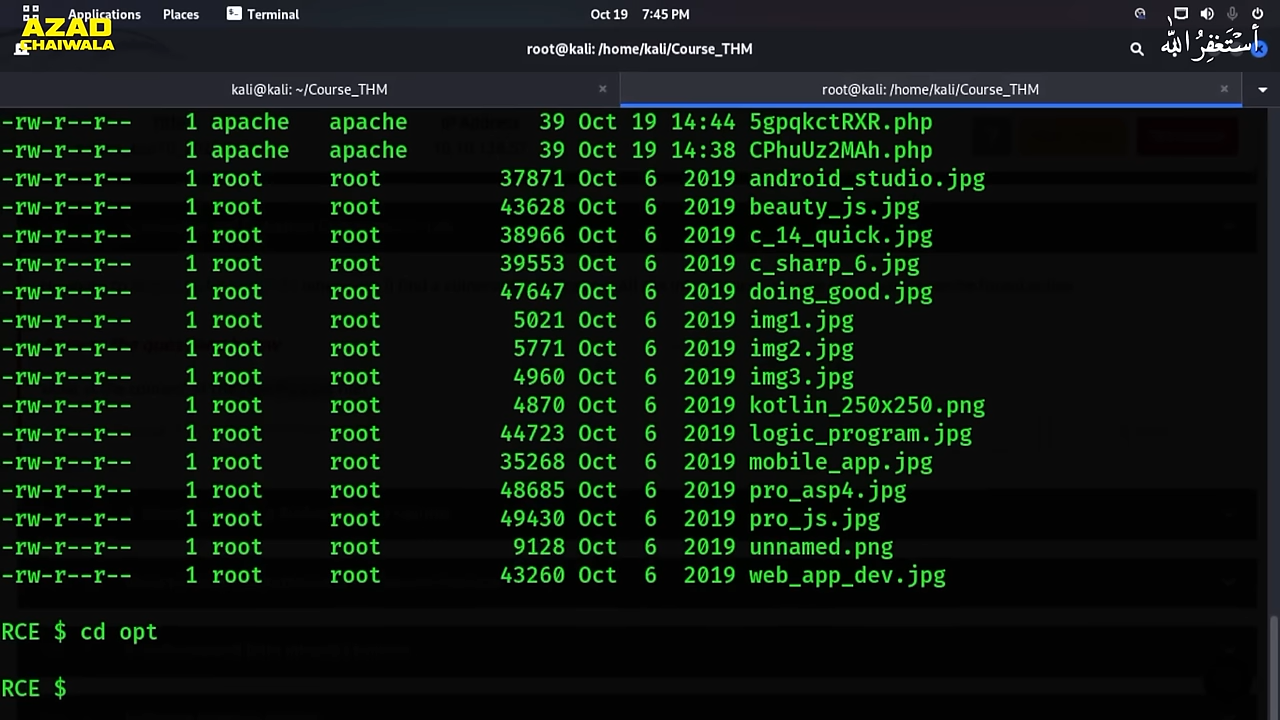 Applications Places Terminal Oct 19 7:45 PM
AZAD
CHAIWALA
root@kali: /home/kali/Course_THM
أستغفر الله
kali@kali: ~/Course_THM × root@kali: /home/kali/Course_THM ×
-rw-r--r-- 1 apache apache 39 Oct 19 14:44 5gpqkctRXR.php
-rw-r--r-- 1 apache apache 39 Oct 19 14:38 CPhuUz2MAh.php
-rw-r--r-- 1 root root 37871 Oct 6 2019 android_studio.jpg
-rw-r--r-- 1 root root 43628 Oct 6 2019 beauty_js.jpg
-rw-r--r-- 1 root root 38966 Oct 6 2019 c_14_quick.jpg
-rw-r--r-- 1 root root 39553 Oct 6 2019 c_sharp_6.jpg
-rw-r--r-- 1 root root 47647 Oct 6 2019 doing_good.jpg
-rw-r--r-- 1 root root 5021 Oct 6 2019 img1.jpg
-rw-r--r-- 1 root root 5771 Oct 6 2019 img2.jpg
-rw-r--r-- 1 root root 4960 Oct 6 2019 img3.jpg
-rw-r--r-- 1 root root 4870 Oct 6 2019 kotlin_250x250.png
-rw-r--r-- 1 root root 44723 Oct 6 2019 logic_program.jpg
-rw-r--r-- 1 root root 35268 Oct 6 2019 mobile_app.jpg
-rw-r--r-- 1 root root 48685 Oct 6 2019 pro_asp4.jpg
-rw-r--r-- 1 root root 49430 Oct 6 2019 pro_js.jpg
-rw-r--r-- 1 root root 9128 Oct 6 2019 unnamed.png
-rw-r--r-- 1 root root 43260 Oct 6 2019 web_app_dev.jpg
RCE $ cd opt
RCE $